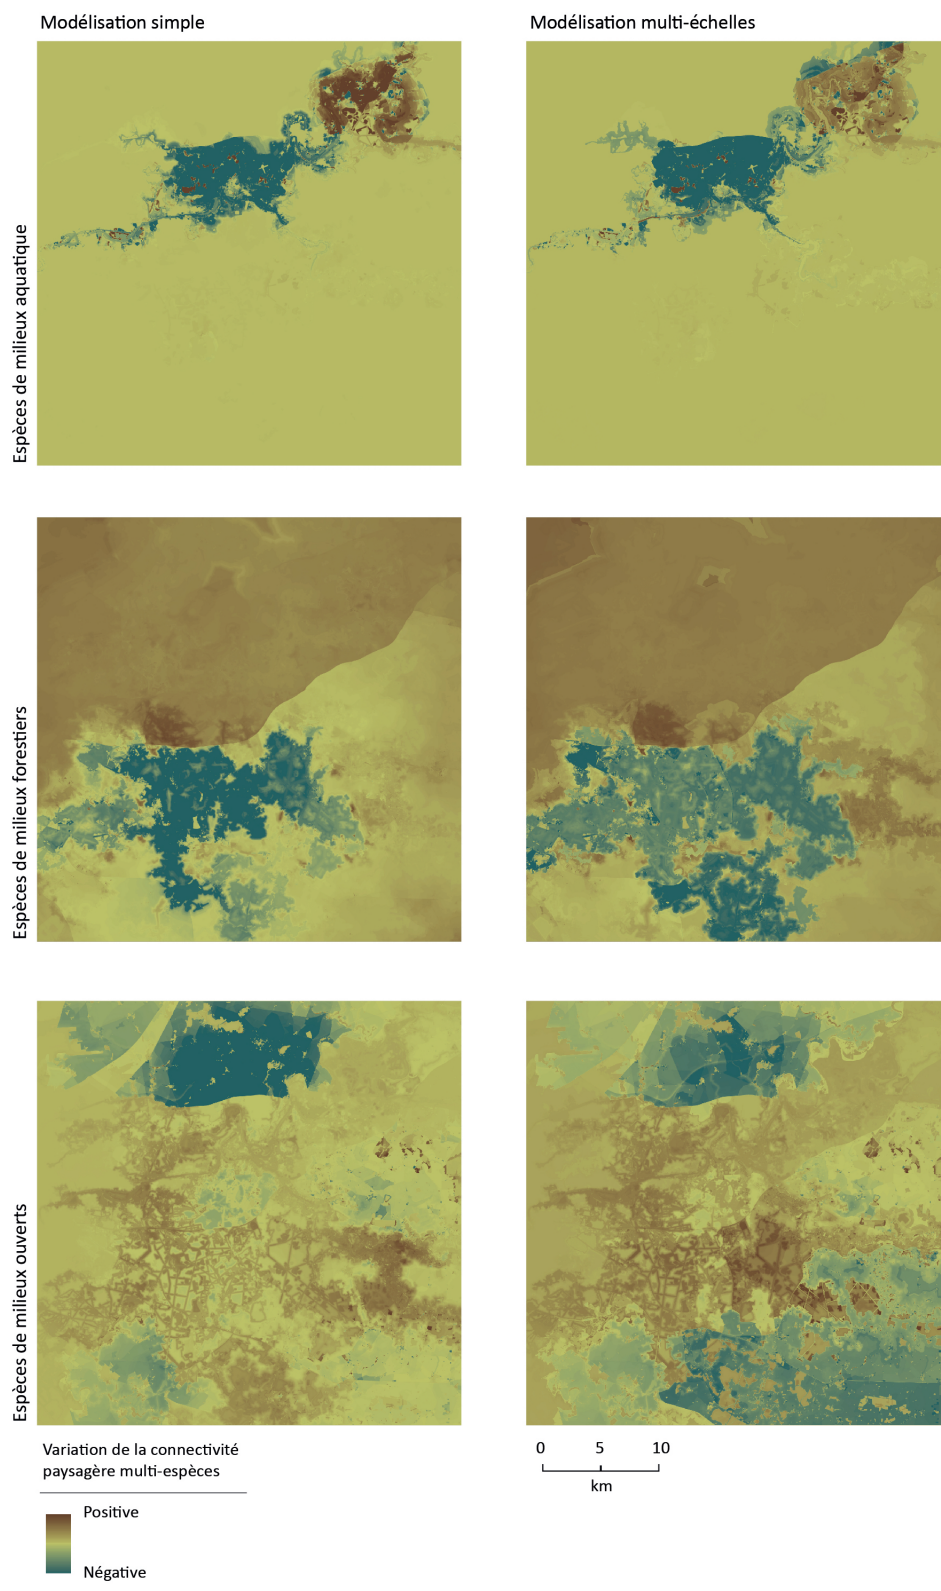 Modélisation simple
Modélisation multi-échelles
Espèces de milieux aquatique
Espèces de milieux forestiers
Espèces de milieux ouverts
Variation de la connectivité
paysagère multi-espèces
Positive
Négative
0 5 10
km